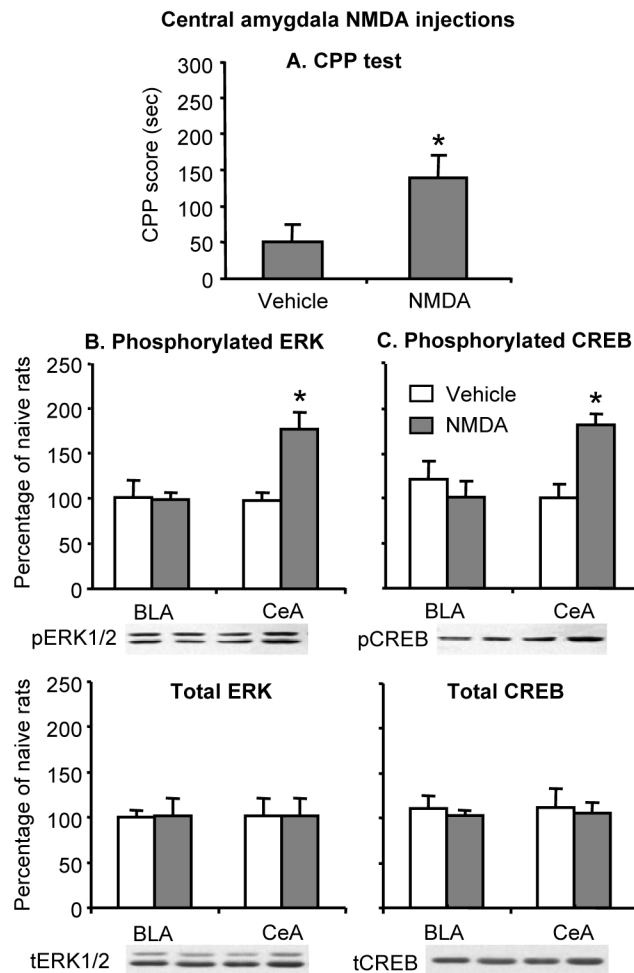 Central amygdala NMDA injections
A. CPP test
CPP score (sec)
300
250
200
150
100
50
0
*
Vehicle
NMDA
B. Phosphorylated ERK
Percentage of naive rats
250
200
150
100
50
0
*
BLA
CeA
pERK1/2
C. Phosphorylated CREB
Vehicle
NMDA
*
BLA
CeA
pCREB
Total ERK
Percentage of naive rats
250
200
150
100
50
0
BLA
CeA
tERK1/2
Total CREB
BLA
CeA
tCREB